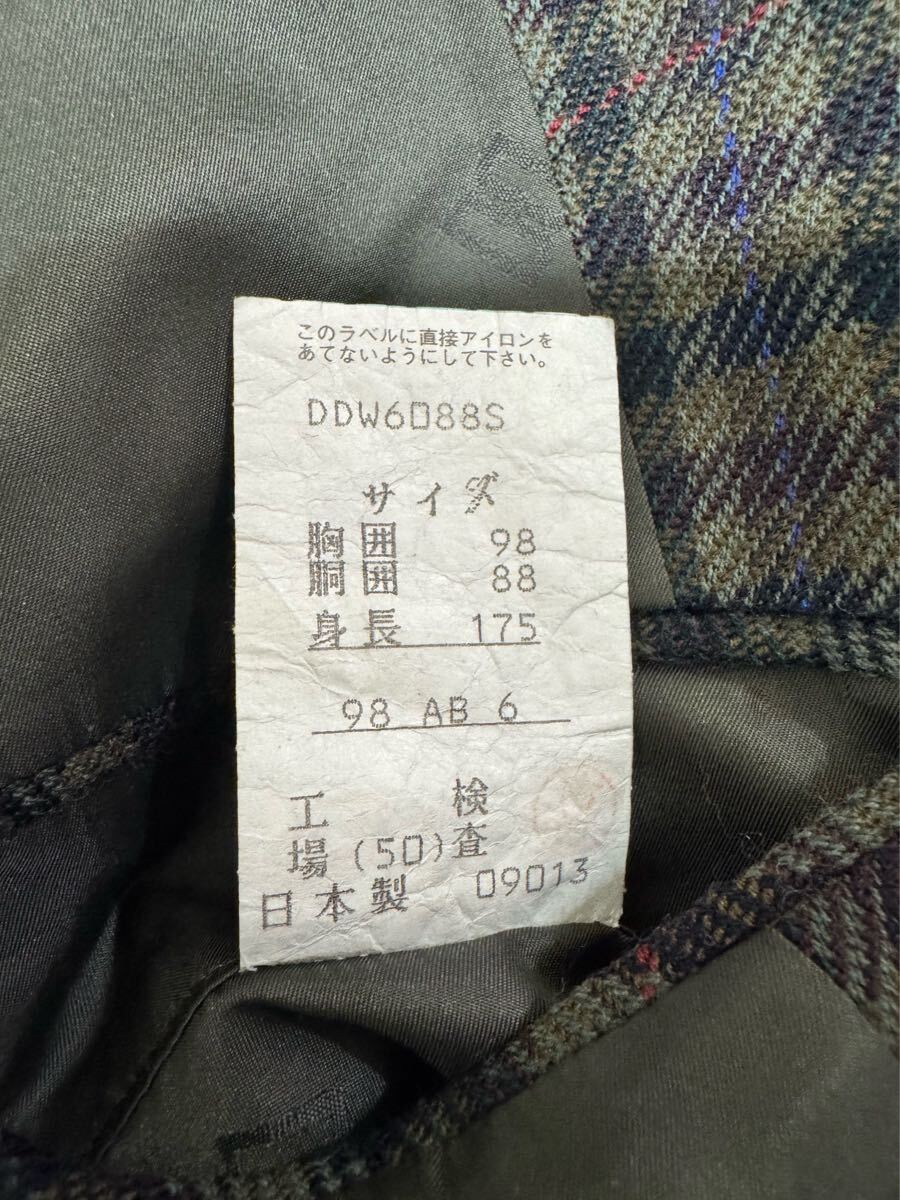 このラベルに直接アイロンを
あてないようにして下さい。
DDW6088S
サイズ
胸囲 98
胴囲 88
身長 175
98 AB 6
工 検
場(50)査
日本製 09013